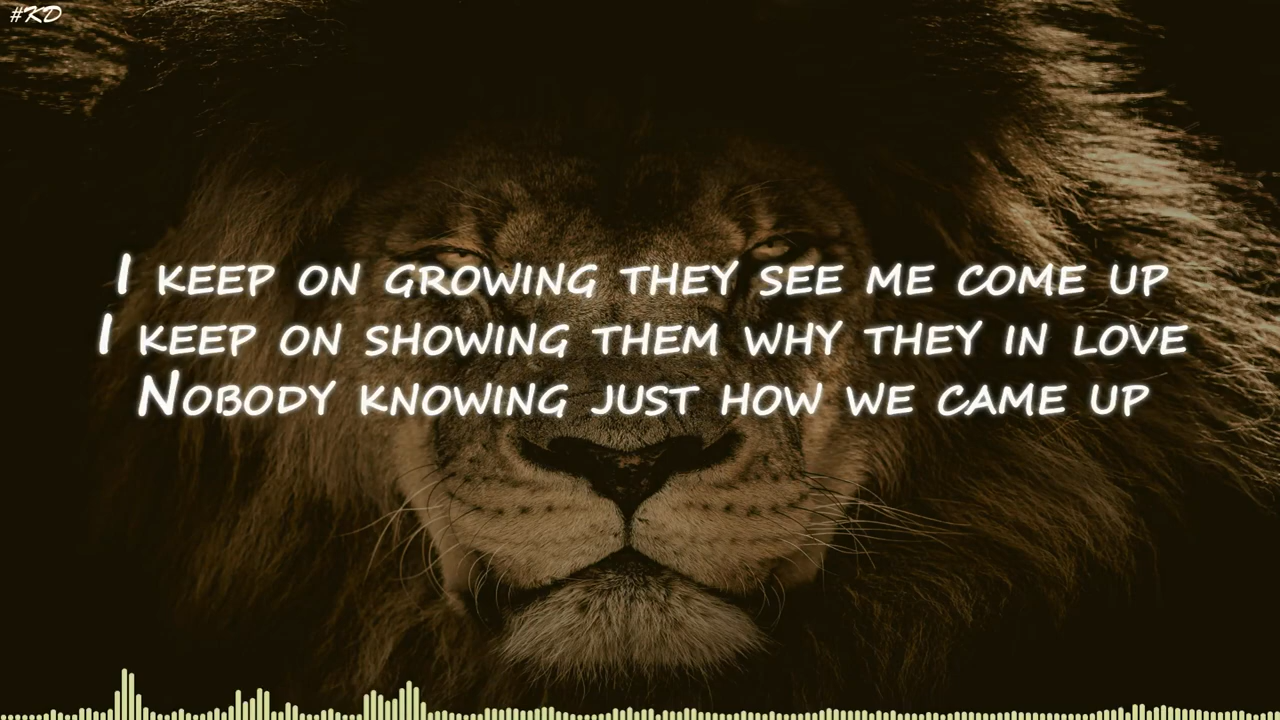 #KD
I KEEP ON GROWING THEY SEE ME COME UP
I KEEP ON SHOWING THEM WHY THEY IN LOVE
NOBODY KNOWING JUST HOW WE CAME UP